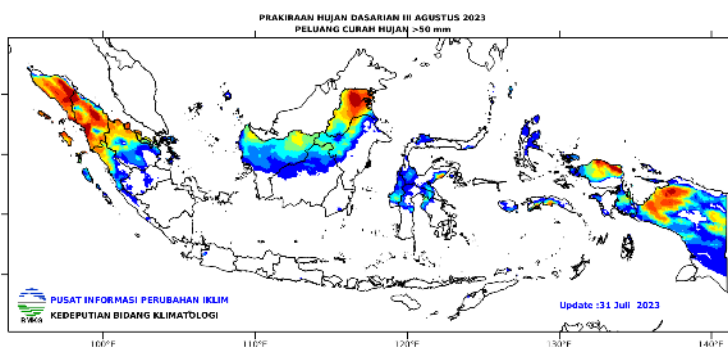 PRAKIRAAN HUJAN DASARIAN III AGUSTUS 2023
PELUANG CURAH HUJAN >50 mm
PUSAT INFORMASI PERUBAHAN IKLIM
KEDEPUTIAN BIDANG KLIMATOLOGI
BMKG
Update :31 Juli 2023
100°E 110°E 120°E 130°E 140°E